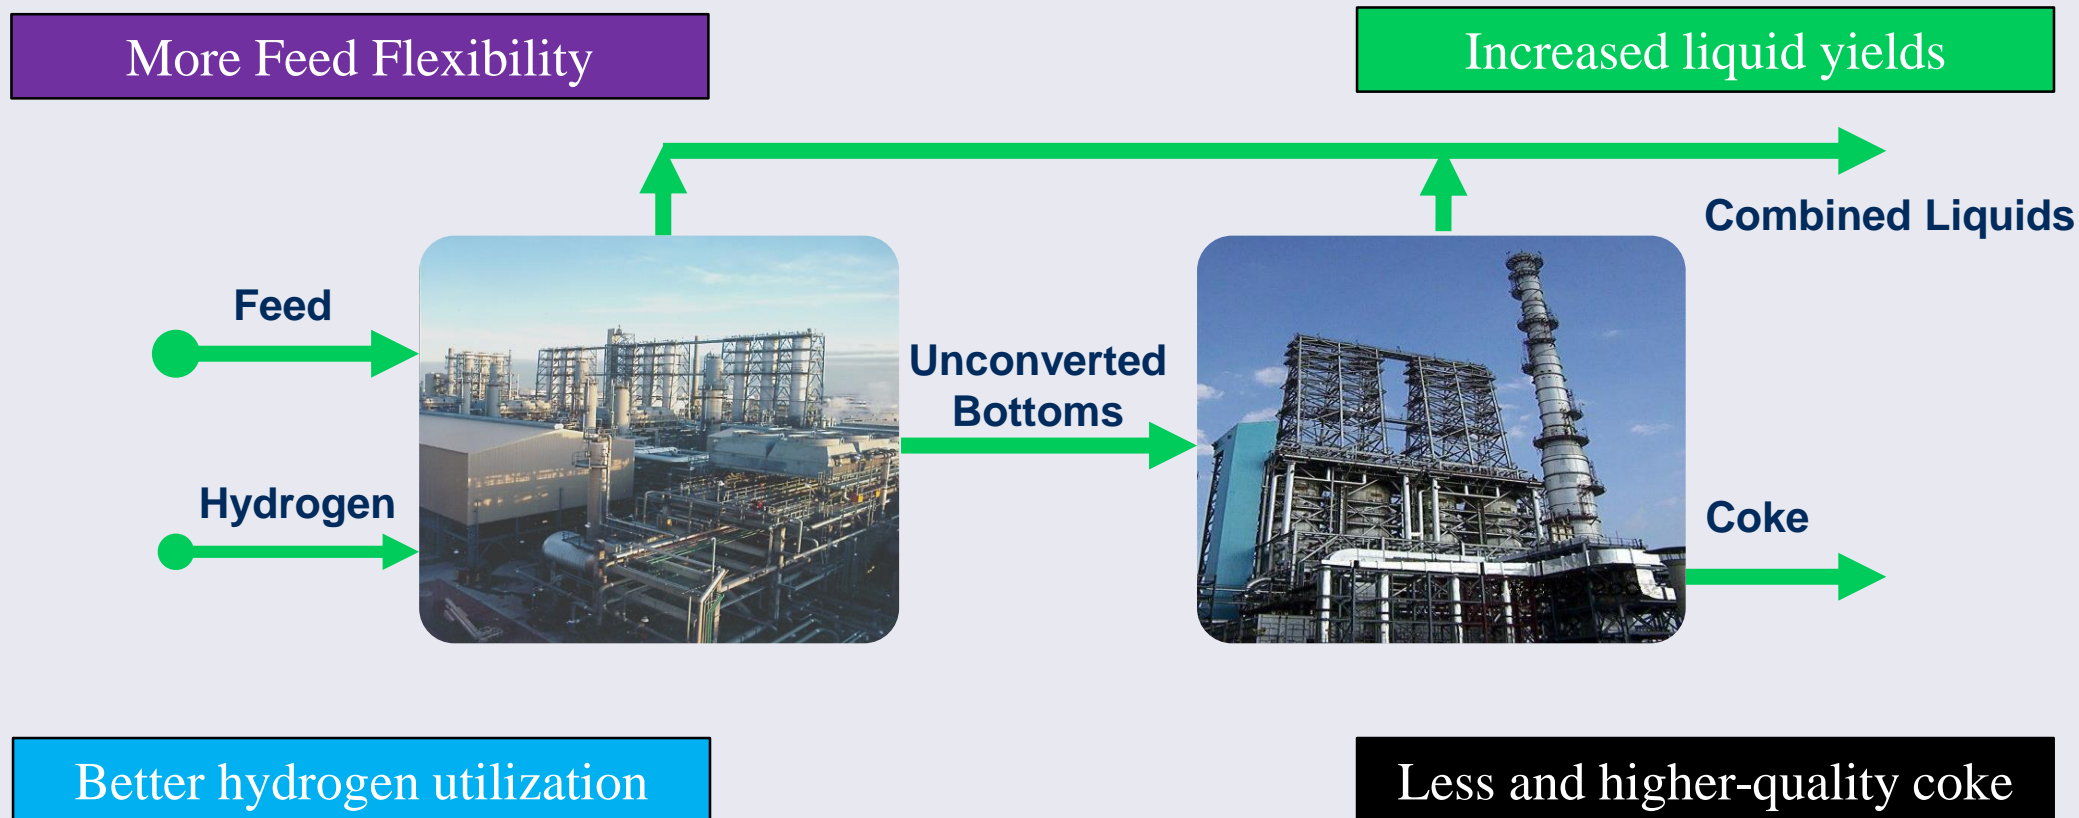 More Feed Flexibility
Increased liquid yields
Combined Liquids
Feed
Unconverted
Bottoms
Hydrogen
Coke
Better hydrogen utilization
Less and higher-quality coke